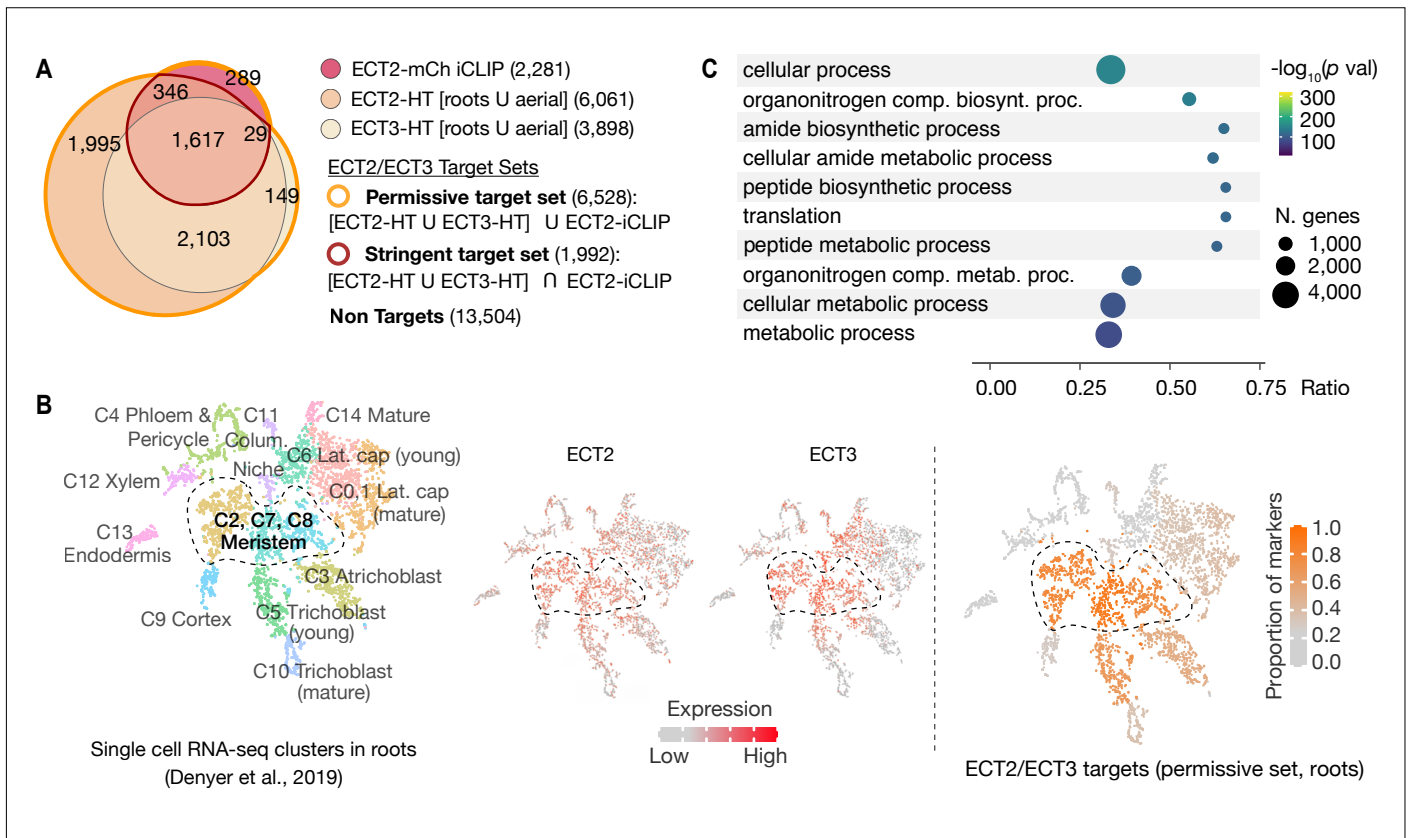 A
289
346
1,995
1,617
29
149
2,103
ECT2-mCh iCLIP (2,281)
ECT2-HT [roots U aerial] (6,061)
ECT3-HT [roots U aerial] (3,898)
ECT2/ECT3 Target Sets
Permissive target set (6,528):
[ECT2-HT U ECT3-HT] U ECT2-iCLIP
Stringent target set (1,992):
[ECT2-HT U ECT3-HT] ∩ ECT2-iCLIP
Non Targets (13,504)
C
cellular process
organonitrogen comp. biosynt. proc.
amide biosynthetic process
cellular amide metabolic process
peptide biosynthetic process
translation
peptide metabolic process
organonitrogen comp. metab. proc.
cellular metabolic process
metabolic process
0.00 0.25 0.50 0.75 Ratio
-log10(p val)
300
200
100
N. genes
1,000
2,000
4,000
B
C4 Phloem &
Pericycle
C11
Colum.
C14 Mature
C6 Lat. cap (young)
C12 Xylem
Niche
C0,1 Lat. cap
(mature)
C2, C7, C8
Meristem
C13
Endodermis
C3 Atrichoblast
C9 Cortex
C5 Trichoblast
(young)
C10 Trichoblast
(mature)
Single cell RNA-seq clusters in roots
(Denyer et al., 2019)
ECT2
ECT3
Expression
Low High
Proportion of markers
1.0
0.8
0.6
0.4
0.2
0.0
ECT2/ECT3 targets (permissive set, roots)